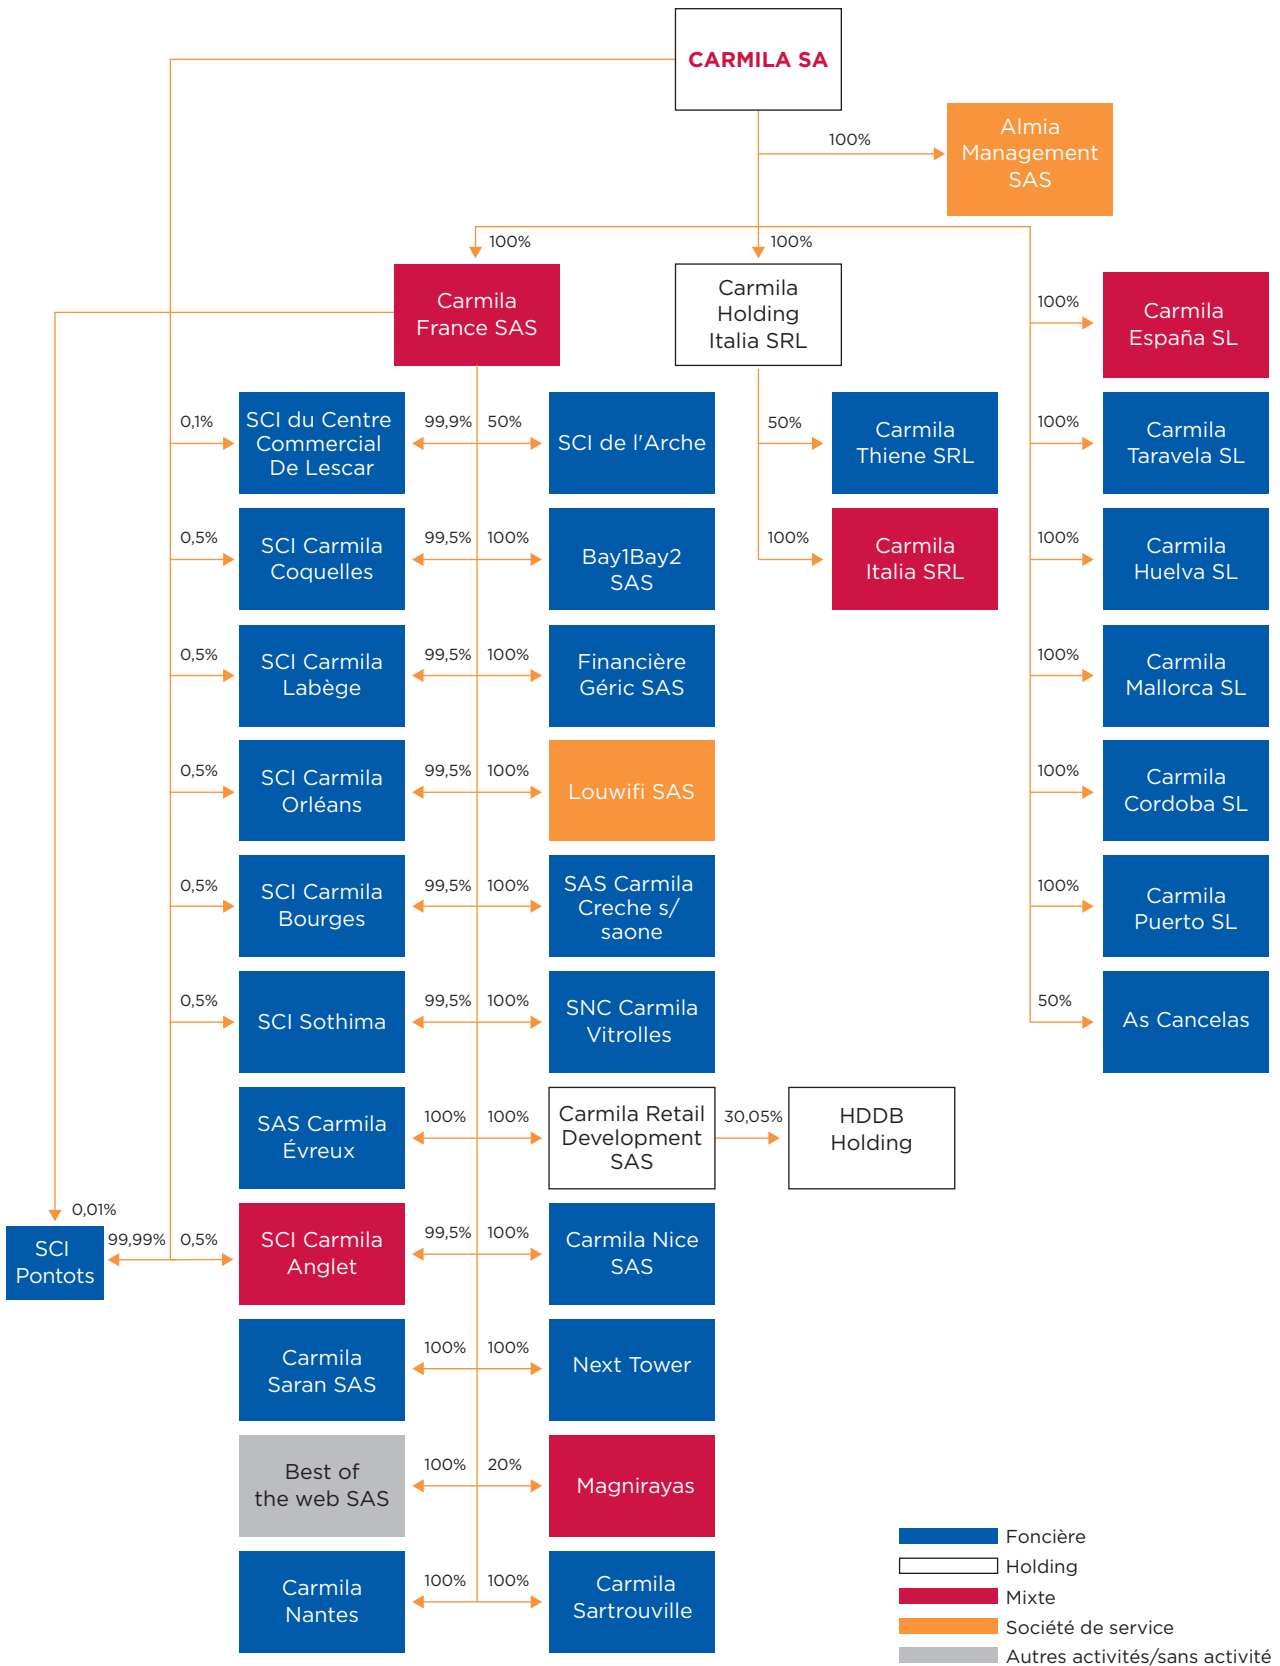 CARMILA SA
100%
Almia
Management
SAS
100%
100%
Carmila
France SAS
Carmila
Holding
Italia SRL
100%
Carmila
España SL
0,1%
SCI du Centre
Commercial
De Lescar
99,9%
50%
SCI de l'Arche
50%
Carmila
Thiene SRL
100%
Carmila
Taravela SL
0,5%
SCI Carmila
Coquelles
99,5%
100%
Bay1Bay2
SAS
100%
Carmila
Italia SRL
100%
Carmila
Huelva SL
0,5%
SCI Carmila
Labège
99,5%
100%
Financière
Géric SAS
100%
Carmila
Mallorca SL
0,5%
SCI Carmila
Orléans
99,5%
100%
Louwifi SAS
100%
Carmila
Cordoba SL
0,5%
SCI Carmila
Bourges
99,5%
100%
SAS Carmila
Creche s/
saone
100%
Carmila
Puerto SL
0,5%
SCI Sothima
99,5%
100%
SNC Carmila
Vitrolles
50%
As Cancelas
SAS Carmila
Évreux
100%
100%
Carmila Retail
Development
SAS
30,05%
HDDB
Holding
0,01%
SCI
Pontots
99,99%
0,5%
SCI Carmila
Anglet
99,5%
100%
Carmila Nice
SAS
Carmila
Saran SAS
100%
100%
Next Tower
Best of
the web SAS
100%
20%
Magnirayas
Carmila
Nantes
100%
100%
Carmila
Sartrouville
Foncière
Holding
Mixte
Société de service
Autres activités/sans activité